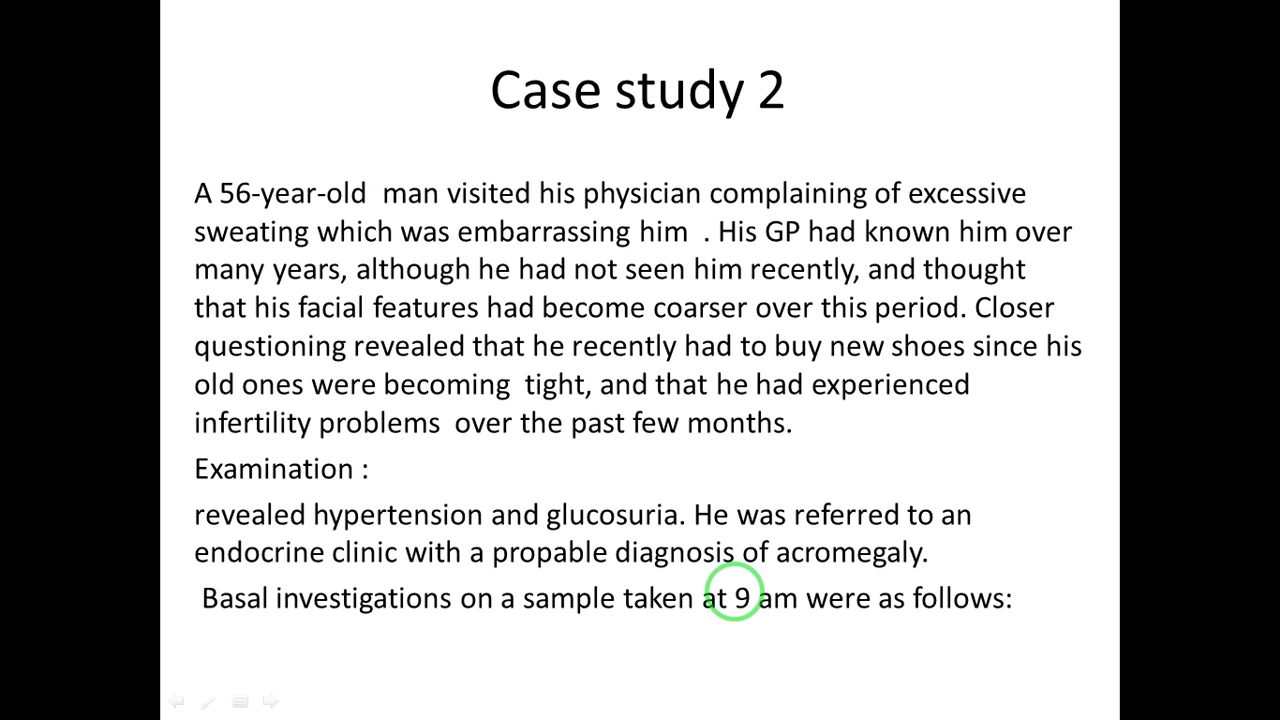 Case study 2
A 56-year-old man visited his physician complaining of excessive
sweating which was embarrassing him . His GP had known him over
many years, although he had not seen him recently, and thought
that his facial features had become coarser over this period. Closer
questioning revealed that he recently had to buy new shoes since his
old ones were becoming tight, and that he had experienced
infertility problems over the past few months.
Examination :
revealed hypertension and glucosuria. He was referred to an
endocrine clinic with a propable diagnosis of acromegaly.
Basal investigations on a sample taken at 9 am were as follows: